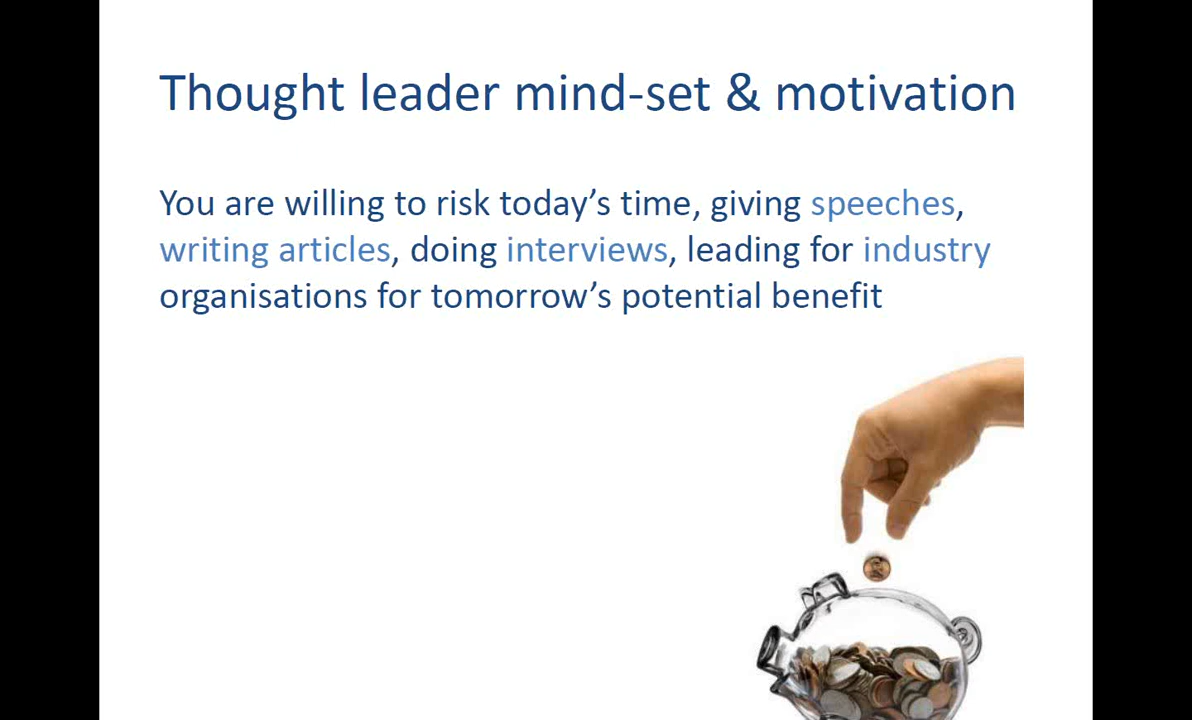 Thought leader mind-set & motivation
You are willing to risk today’s time, giving speeches,
writing articles, doing interviews, leading for industry
organisations for tomorrow’s potential benefit